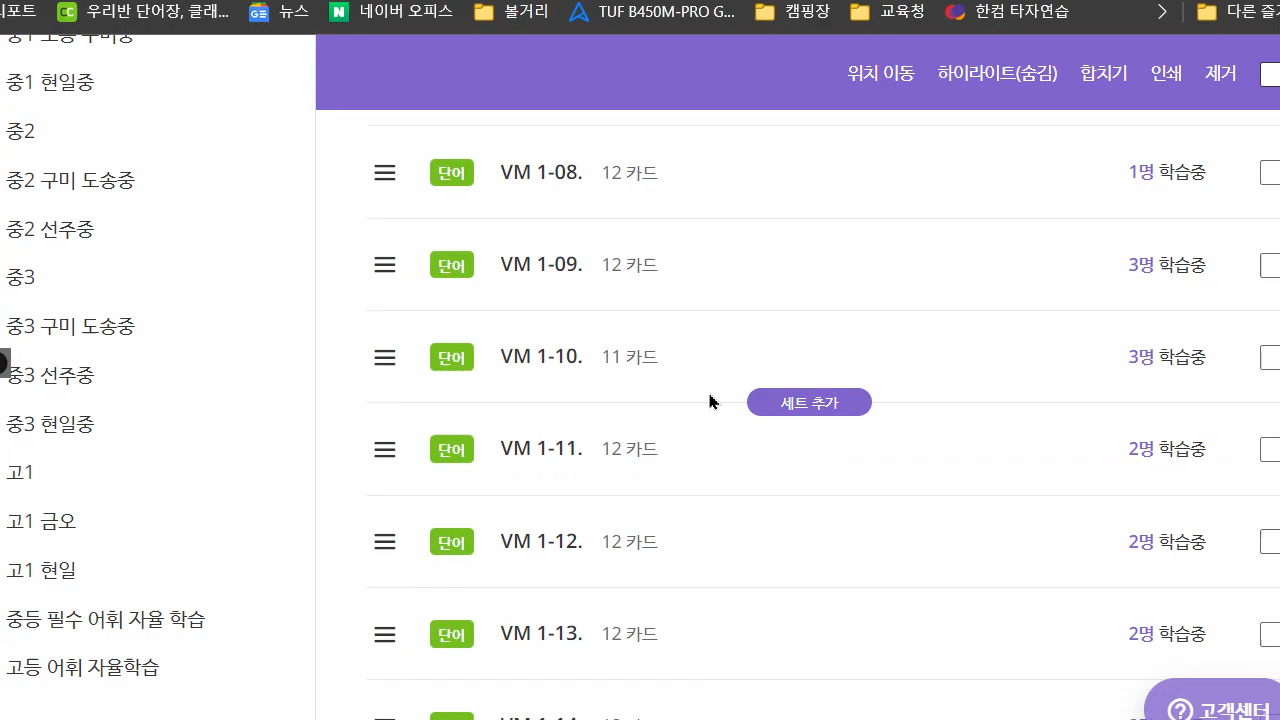 리포트 우리반 단어장, 클래... 뉴스 네이버 오피스 볼거리 TUF B450M-PRO G... 캠핑장 교육청 한컴 타자연습 다른 즐
위치 이동 하이라이트(숨김) 합치기 인쇄 제거
중1 현일중
중2
중2 구미 도송중
중2 선주중
중3
중3 구미 도송중
중3 선주중
중3 현일중
고1
고1 금오
고1 현일
중등 필수 어휘 자율 학습
고등 어휘 자율학습
단어 VM 1-08. 12 카드 1명 학습중
단어 VM 1-09. 12 카드 3명 학습중
단어 VM 1-10. 11 카드 3명 학습중
세트 추가
단어 VM 1-11. 12 카드 2명 학습중
단어 VM 1-12. 12 카드 2명 학습중
단어 VM 1-13. 12 카드 2명 학습중
고객센터